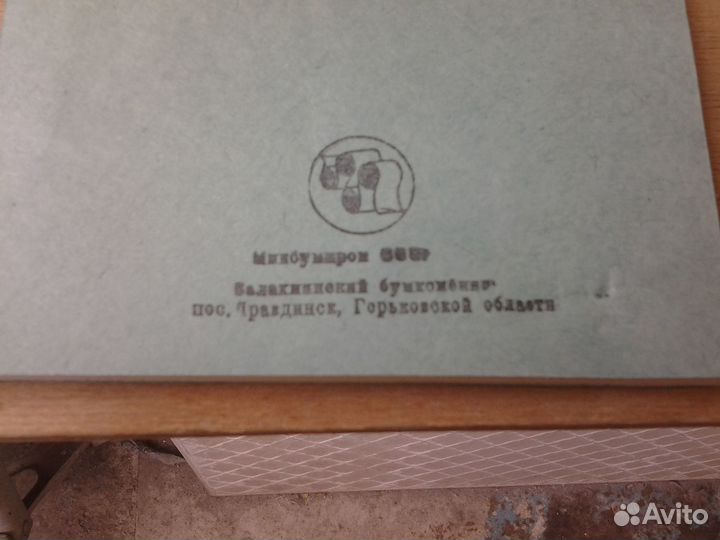 Минбумпром СССР
Балахнинский бумкомбинат
пос. Правдинск, Горьковской области
Avito